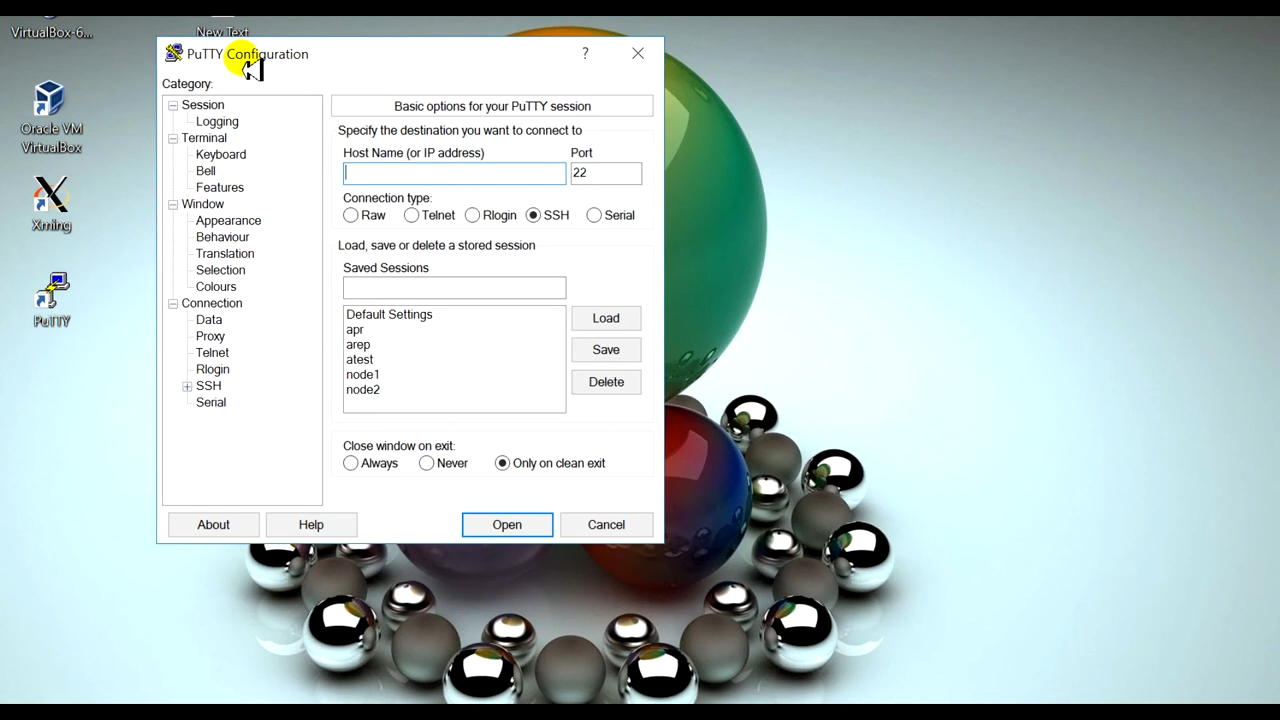 VirtualBox-6...
New Text
Oracle VM
VirtualBox
Xming
PuTTY
PuTTY Configuration
?
Category:
Session
Logging
Terminal
Keyboard
Bell
Features
Window
Appearance
Behaviour
Translation
Selection
Colours
Connection
Data
Proxy
Telnet
Rlogin
SSH
Serial
Basic options for your PuTTY session
Specify the destination you want to connect to
Host Name (or IP address) Port
22
Connection type:
Raw Telnet Rlogin SSH Serial
Load, save or delete a stored session
Saved Sessions
Default Settings
apr
arep
atest
node1
node2
Load
Save
Delete
Close window on exit:
Always Never Only on clean exit
About Help Open Cancel